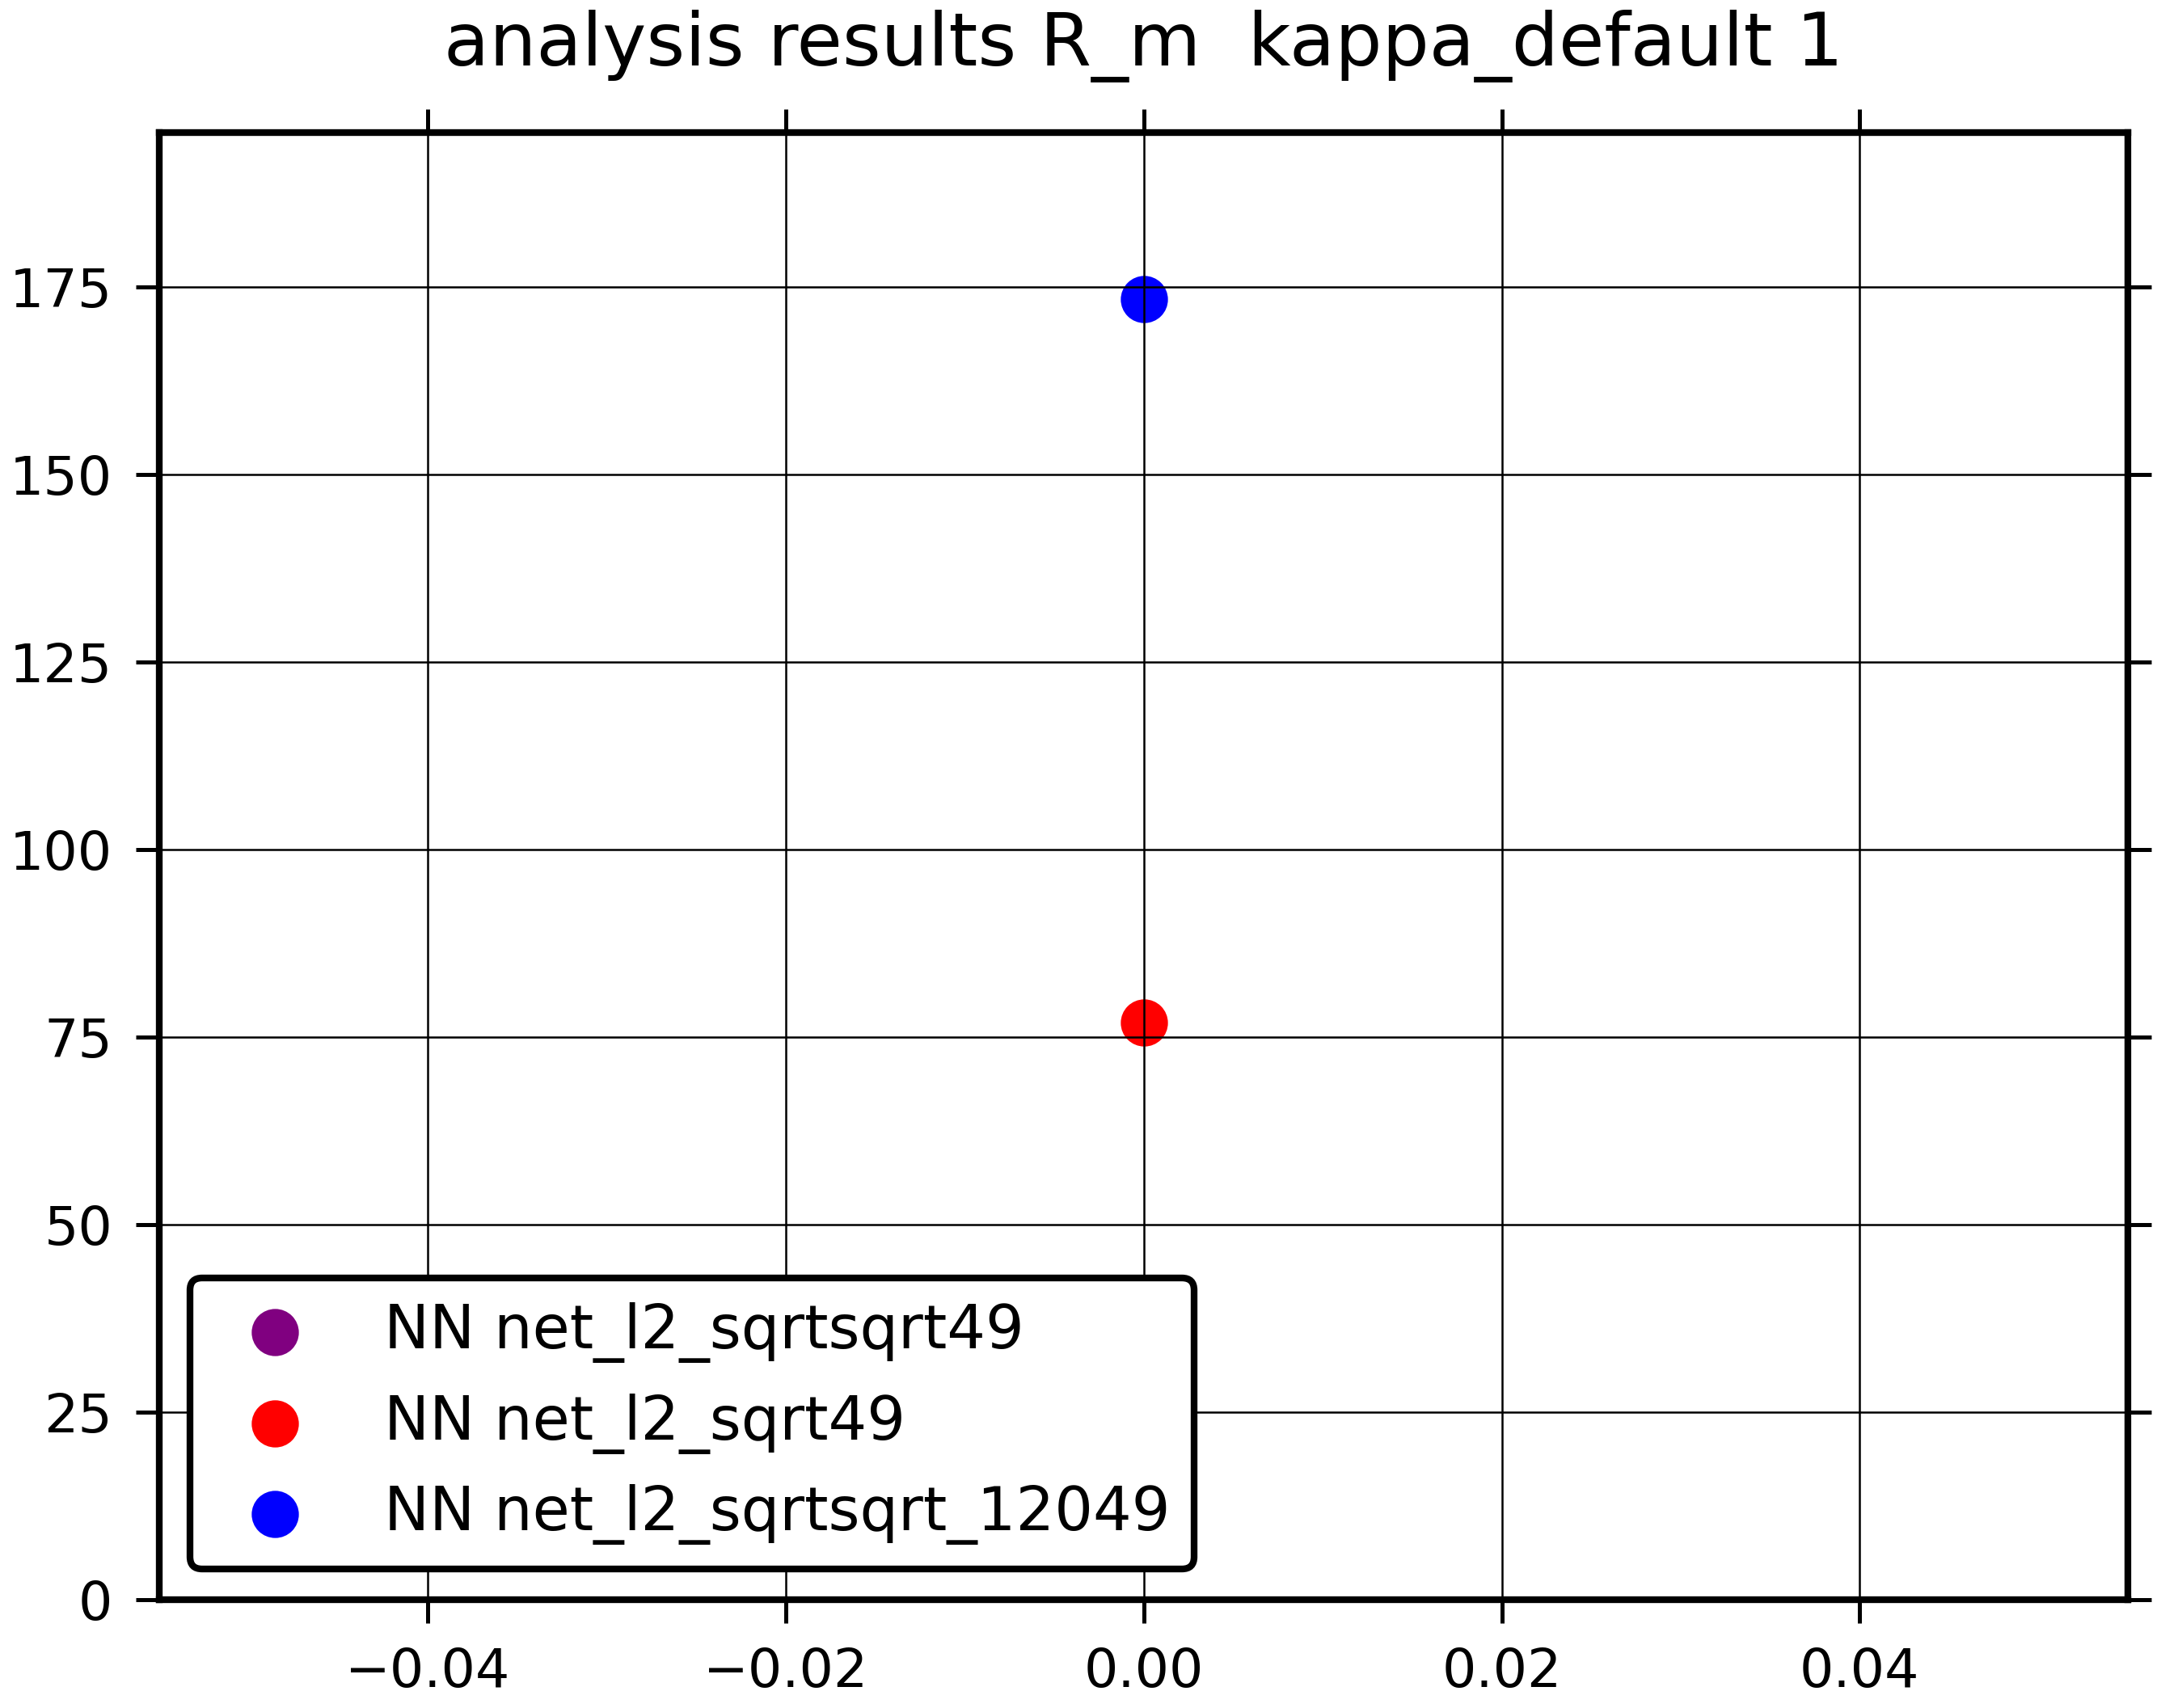 analysis results R_m  kappa_default 1
175
150
125
100
75
50
25
0
NN net_l2_sqrtsqrt49
NN net_l2_sqrt49
NN net_l2_sqrtsqrt_12049
−0.04 −0.02 0.00 0.02 0.04